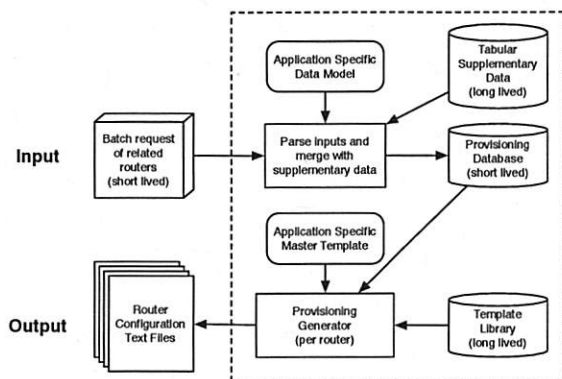 Application Specific
Data Model
Tabular
Supplementary
Data
(long lived)
Input
Batch request
of related
routers
(short lived)
Parse Inputs and
merge with
supplementary data
Provisioning
Database
(short lived)
Application Specific
Master Template
Output
Router
Configuration
Text Files
Provisioning
Generator
(per router)
Template
Library
(long lived)